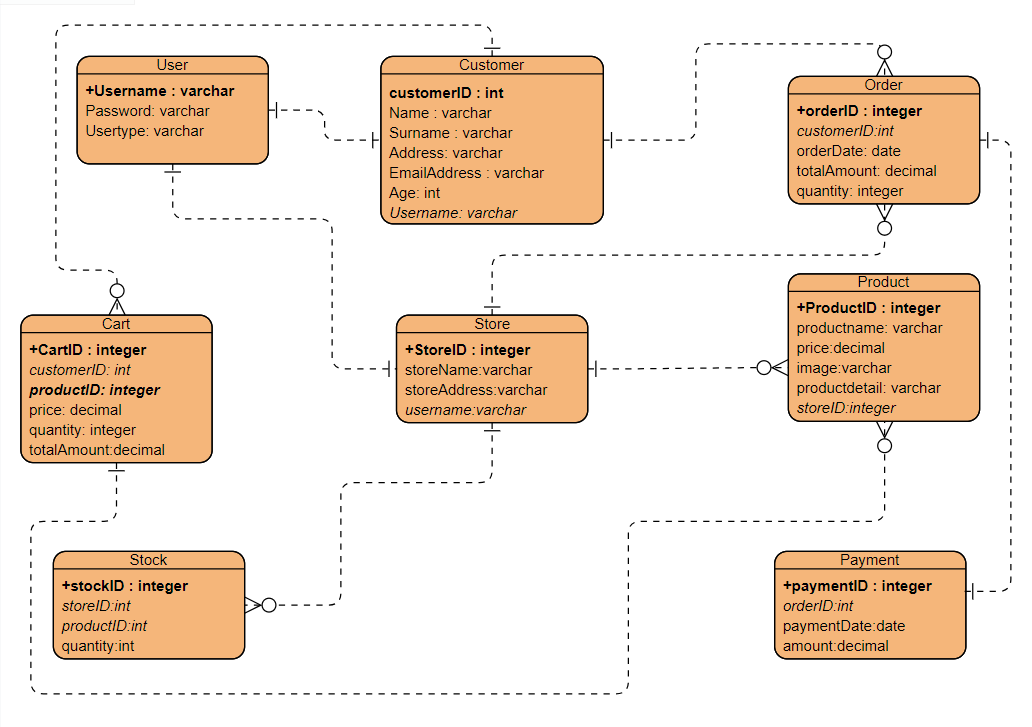 User
+Username : varchar
Password: varchar
Usertype: varchar
Customer
customerID : int
Name : varchar
Surname : varchar
Address: varchar
EmailAddress : varchar
Age: int
Username: varchar
Order
+orderID : integer
customerID:int
orderDate: date
totalAmount: decimal
quantity: integer
Cart
+CartID : integer
customerID: int
productID: integer
price: decimal
quantity: integer
totalAmount:decimal
Store
+StoreID : integer
storeName:varchar
storeAddress:varchar
username:varchar
Product
+ProductID : integer
productname: varchar
price:decimal
image:varchar
productdetail: varchar
storeID:integer
Stock
+stockID : integer
storeID:int
productID:int
quantity:int
Payment
+paymentID : integer
orderID:int
paymentDate:date
amount:decimal